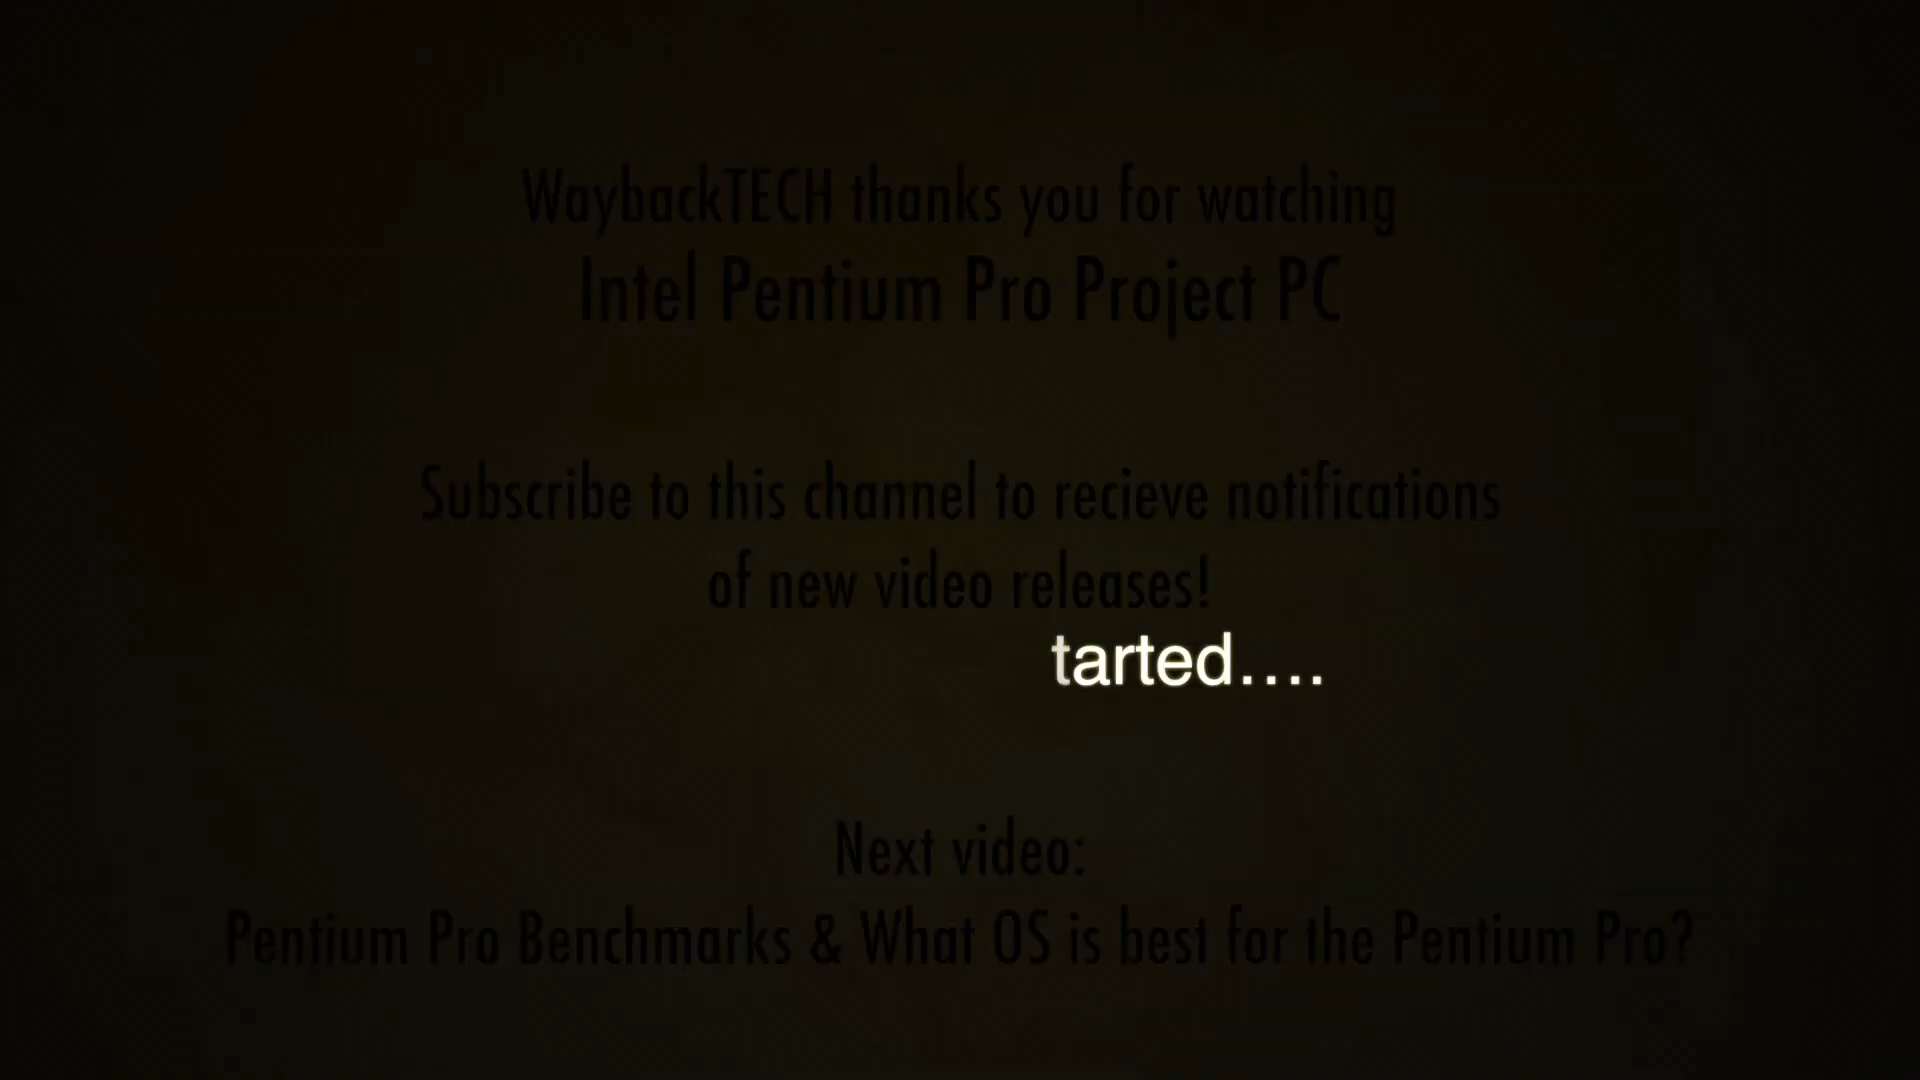 WaybackTECH thanks you for watching
Intel Pentium Pro Project PC
Subscribe to this channel to recieve notifications
of new video releases!
tarted....
Next video:
Pentium Pro Benchmarks & What OS is best for the Pentium Pro?